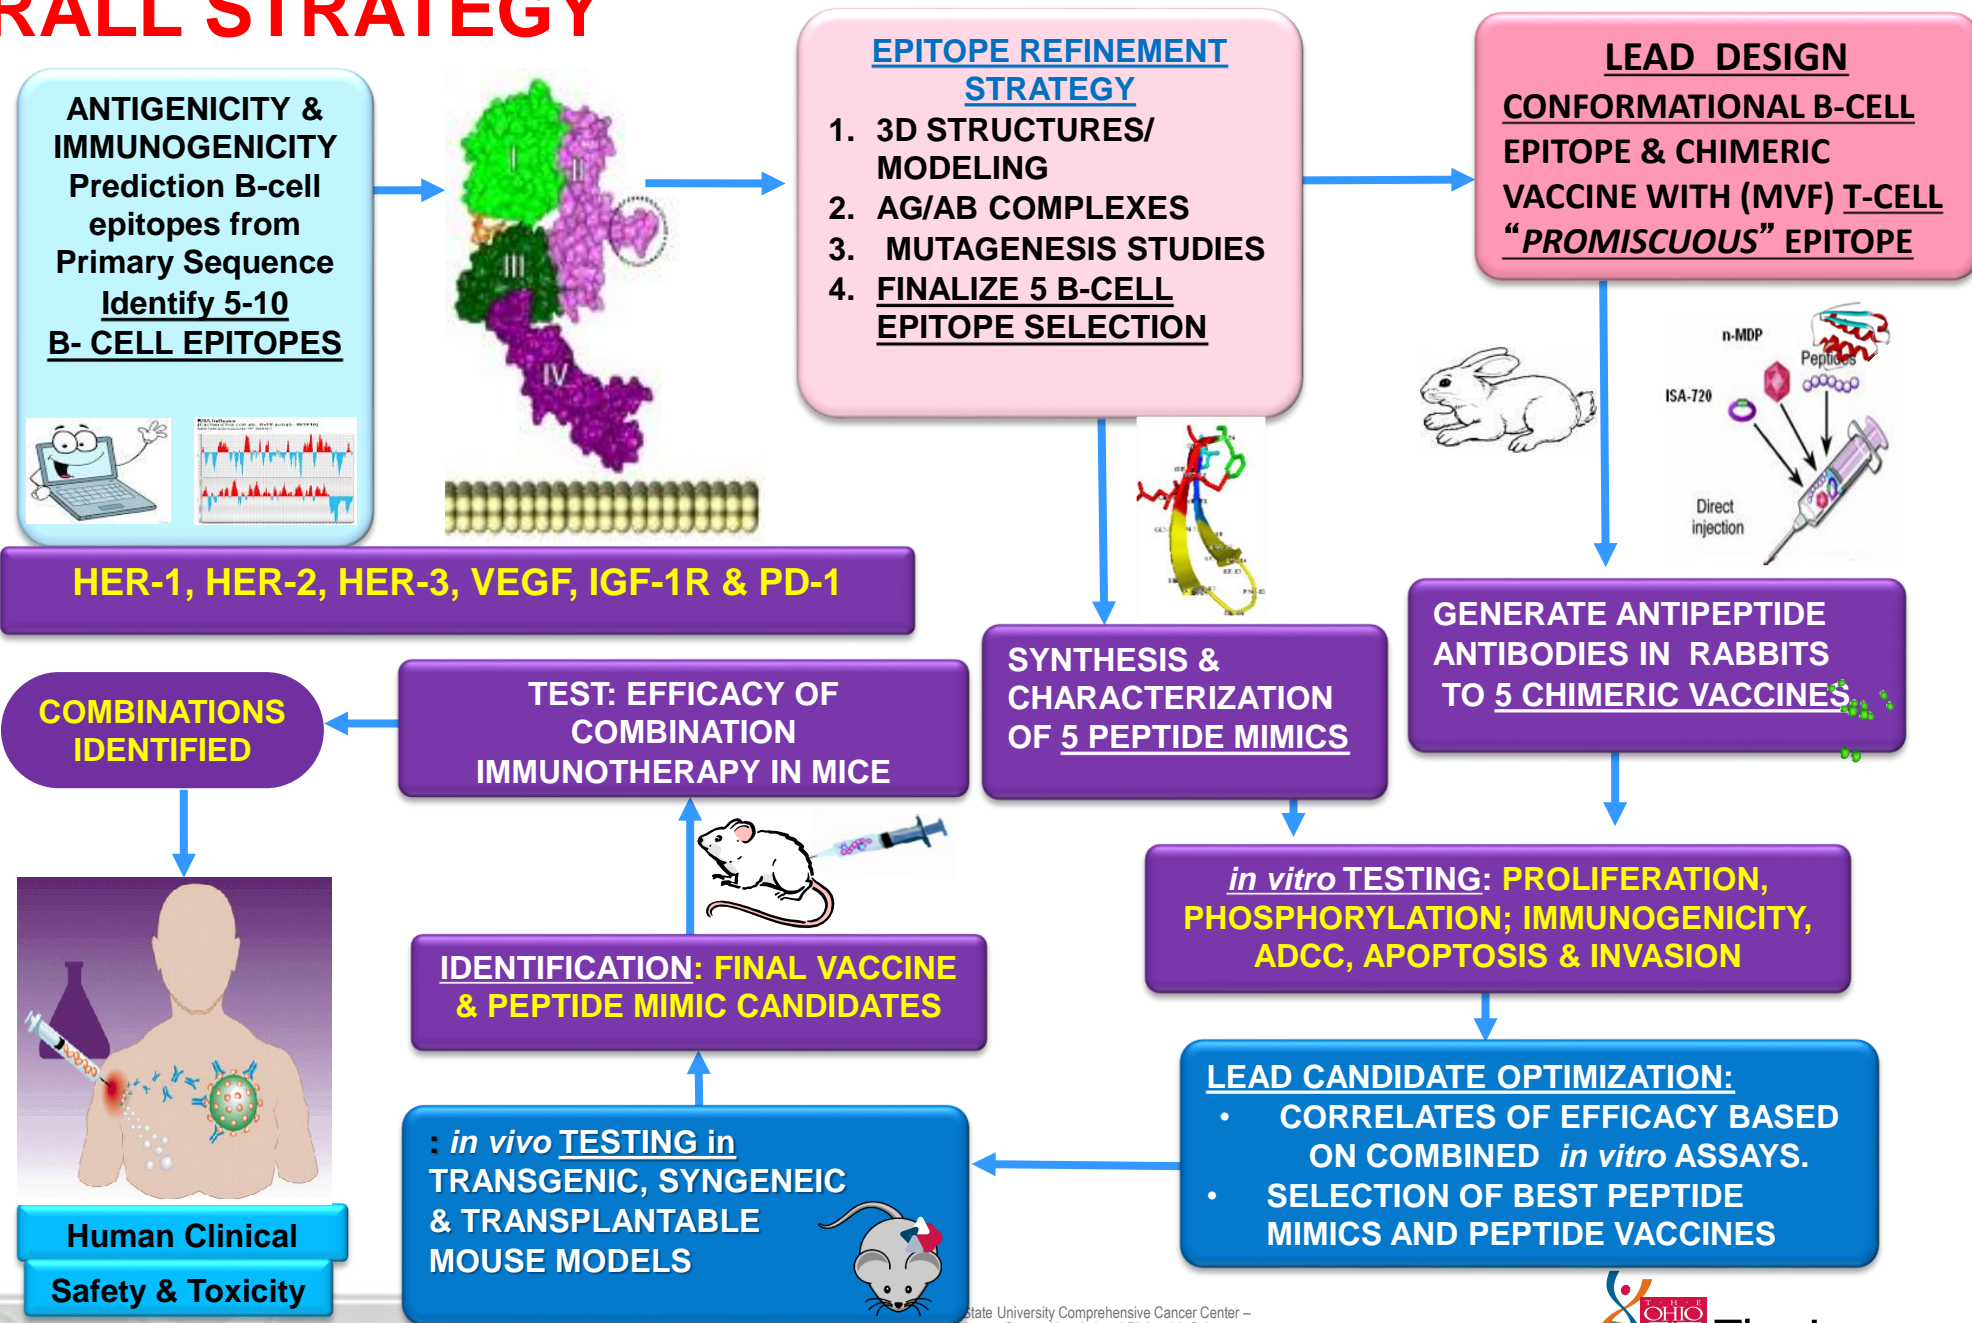 RALL STRATEGY
ANTIGENICITY &
IMMUNOGENICITY
Prediction B-cell
epitopes from
Primary Sequence
Identify 5-10
B- CELL EPITOPES
I
II
III
IV
EPITOPE REFINEMENT
STRATEGY
1. 3D STRUCTURES/
MODELING
2. AG/AB COMPLEXES
3. MUTAGENESIS STUDIES
4. FINALIZE 5 B-CELL
EPITOPE SELECTION
LEAD DESIGN
CONFORMATIONAL B-CELL
EPITOPE & CHIMERIC
VACCINE WITH (MVF) T-CELL
“PROMISCUOUS” EPITOPE
n-MDP
Peptides
ISA-720
Direct
injection
HER-1, HER-2, HER-3, VEGF, IGF-1R & PD-1
GENERATE ANTIPEPTIDE
ANTIBODIES IN RABBITS
TO 5 CHIMERIC VACCINES
SYNTHESIS &
CHARACTERIZATION
OF 5 PEPTIDE MIMICS
TEST: EFFICACY OF
COMBINATION
IMMUNOTHERAPY IN MICE
COMBINATIONS
IDENTIFIED
in vitro TESTING: PROLIFERATION,
PHOSPHORYLATION; IMMUNOGENICITY,
ADCC, APOPTOSIS & INVASION
IDENTIFICATION: FINAL VACCINE
& PEPTIDE MIMIC CANDIDATES
LEAD CANDIDATE OPTIMIZATION:
• CORRELATES OF EFFICACY BASED
ON COMBINED in vitro ASSAYS.
• SELECTION OF BEST PEPTIDE
MIMICS AND PEPTIDE VACCINES
: in vivo TESTING in
TRANSGENIC, SYNGENEIC
& TRANSPLANTABLE
MOUSE MODELS
Human Clinical
Safety & Toxicity
State University Comprehensive Cancer Center –
T · H · E
OHIO